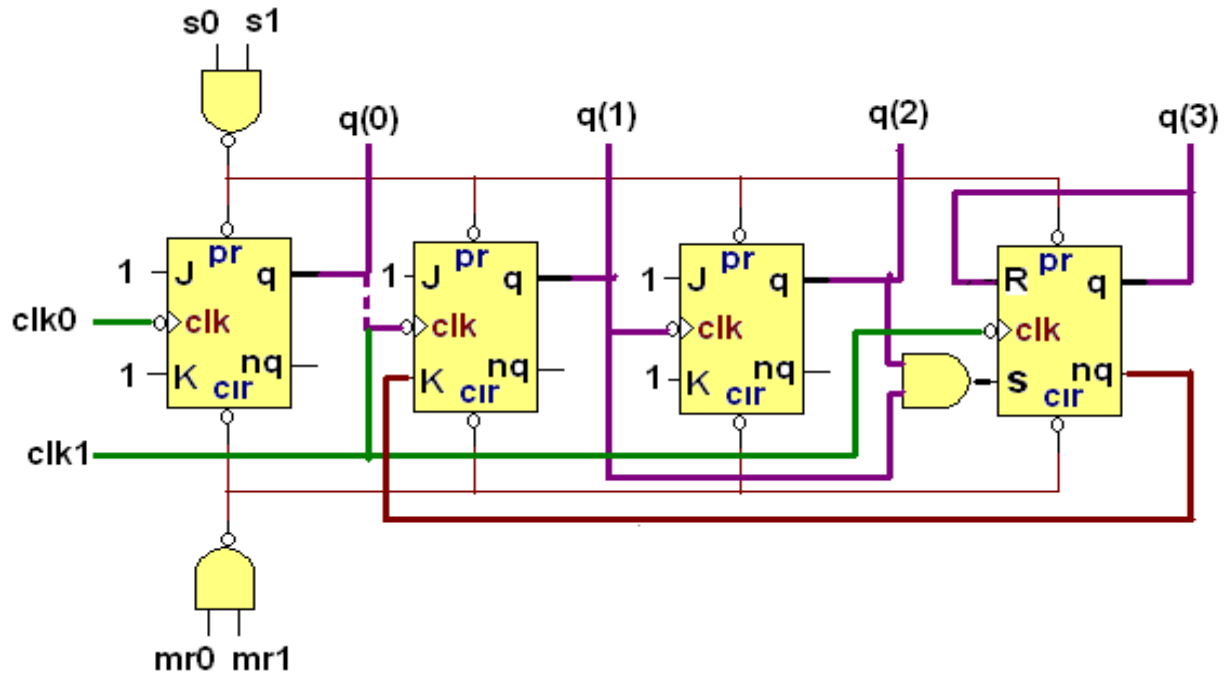 s0 s1
q(0) q(1) q(2) q(3)
pr pr pr pr
1 J q 1 J q 1 J q R q
clk0 clk clk clk clk
1 K nq K nq 1 K nq S nq
clr clr clr clr
clk1
mr0 mr1